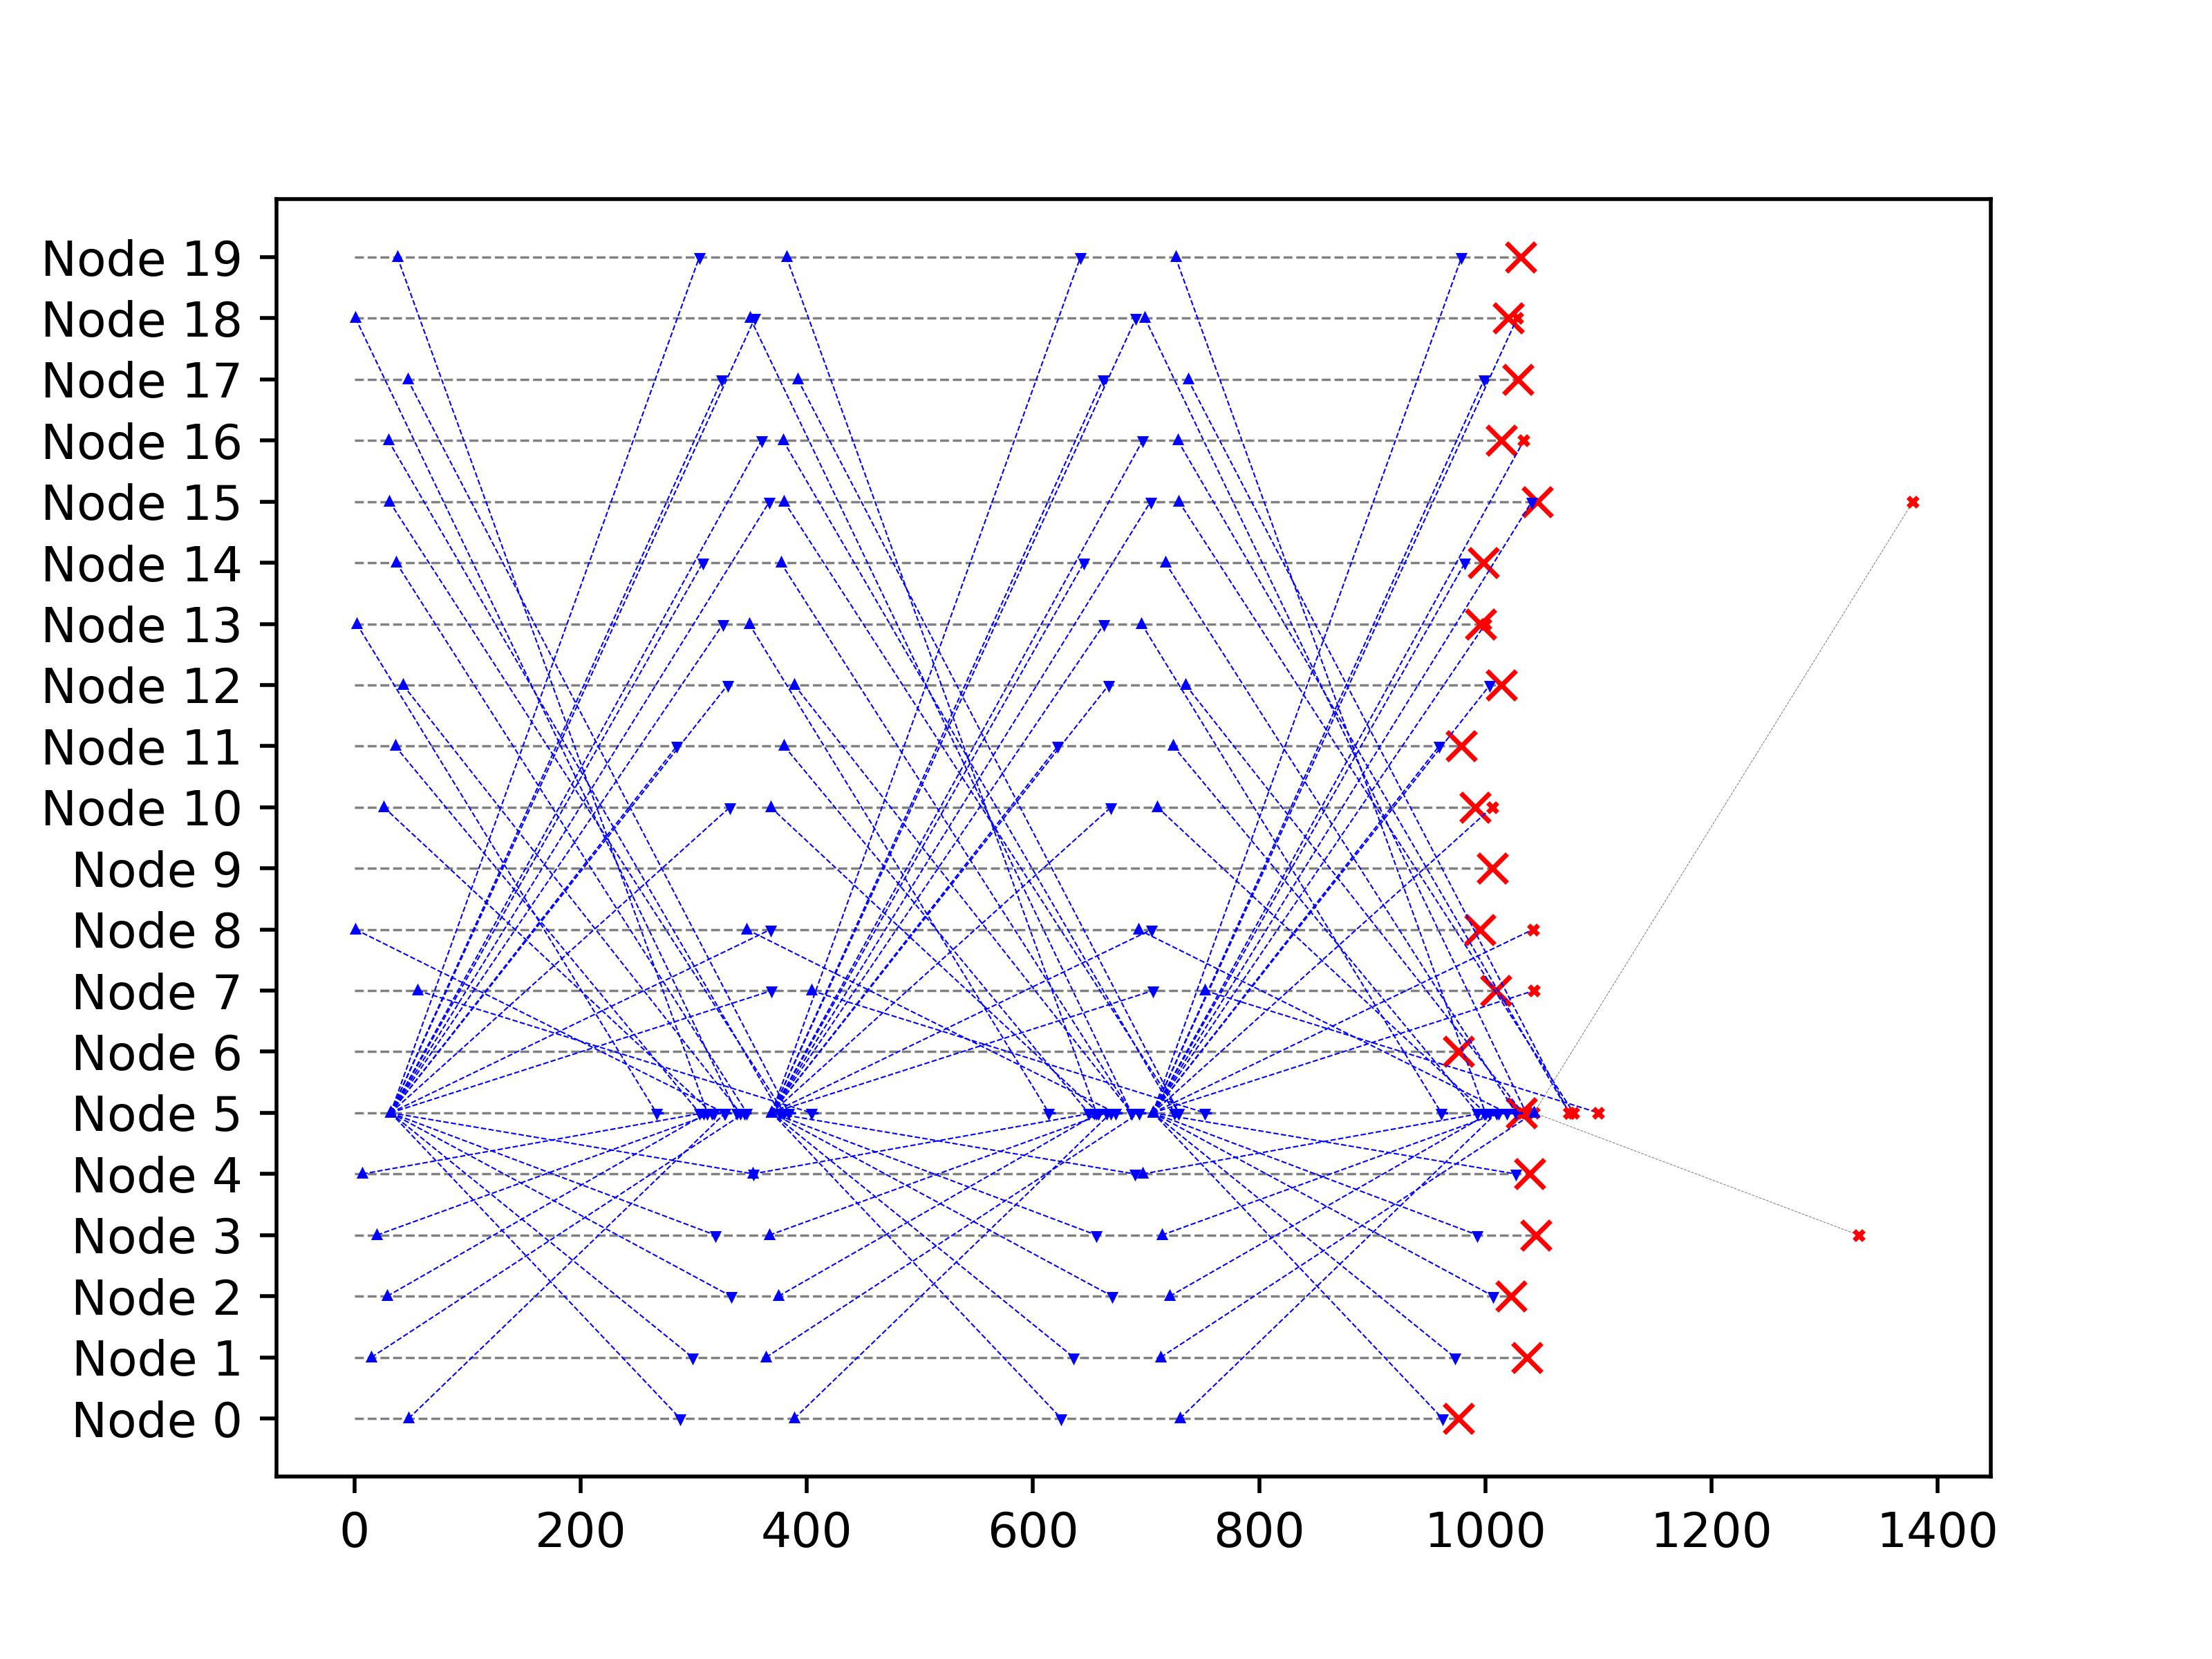 Node 19
Node 18
Node 17
Node 16
Node 15
Node 14
Node 13
Node 12
Node 11
Node 10
Node 9
Node 8
Node 7
Node 6
Node 5
Node 4
Node 3
Node 2
Node 1
Node 0
0 200 400 600 800 1000 1200 1400